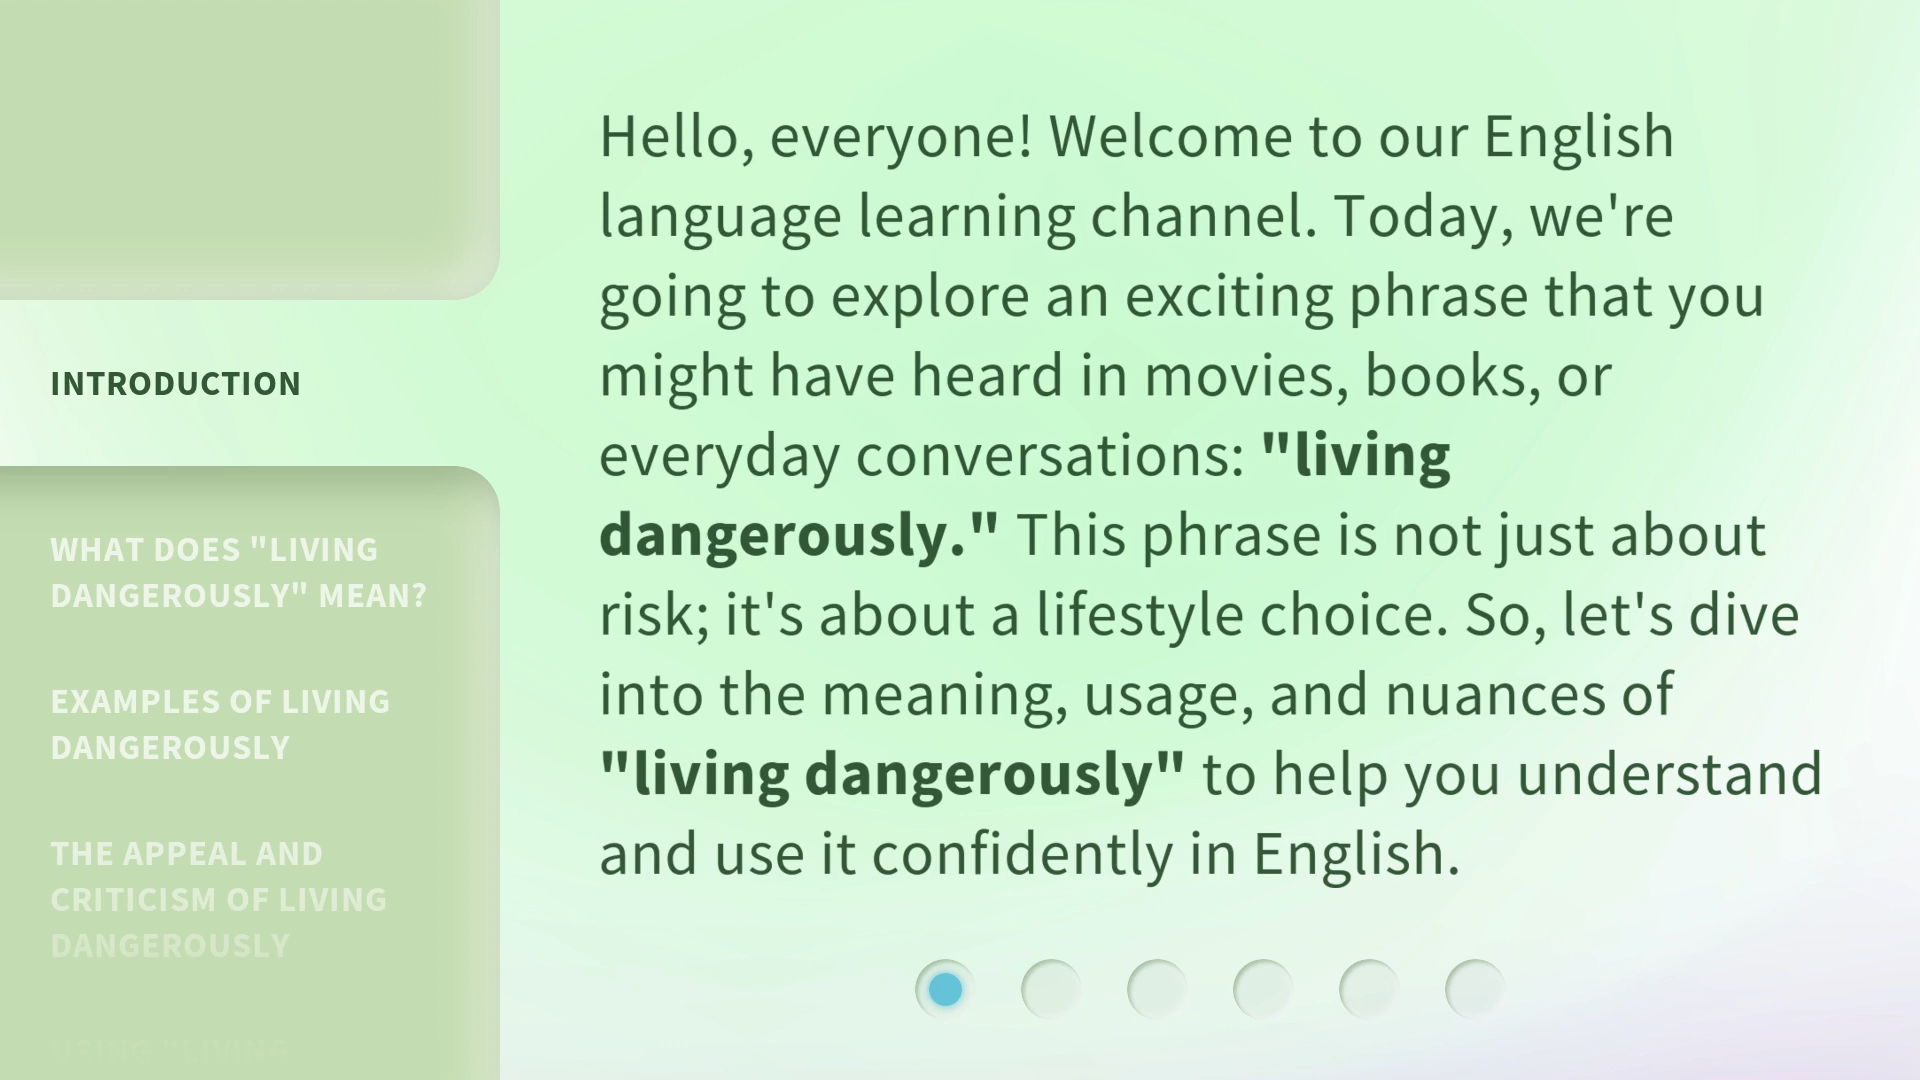 INTRODUCTION
WHAT DOES "LIVING
DANGEROUSLY" MEAN?
EXAMPLES OF LIVING
DANGEROUSLY
THE APPEAL AND
CRITICISM OF LIVING
DANGEROUSLY
USING "LIVING
Hello, everyone! Welcome to our English
language learning channel. Today, we're
going to explore an exciting phrase that you
might have heard in movies, books, or
everyday conversations: "living
dangerously." This phrase is not just about
risk; it's about a lifestyle choice. So, let's dive
into the meaning, usage, and nuances of
"living dangerously" to help you understand
and use it confidently in English.